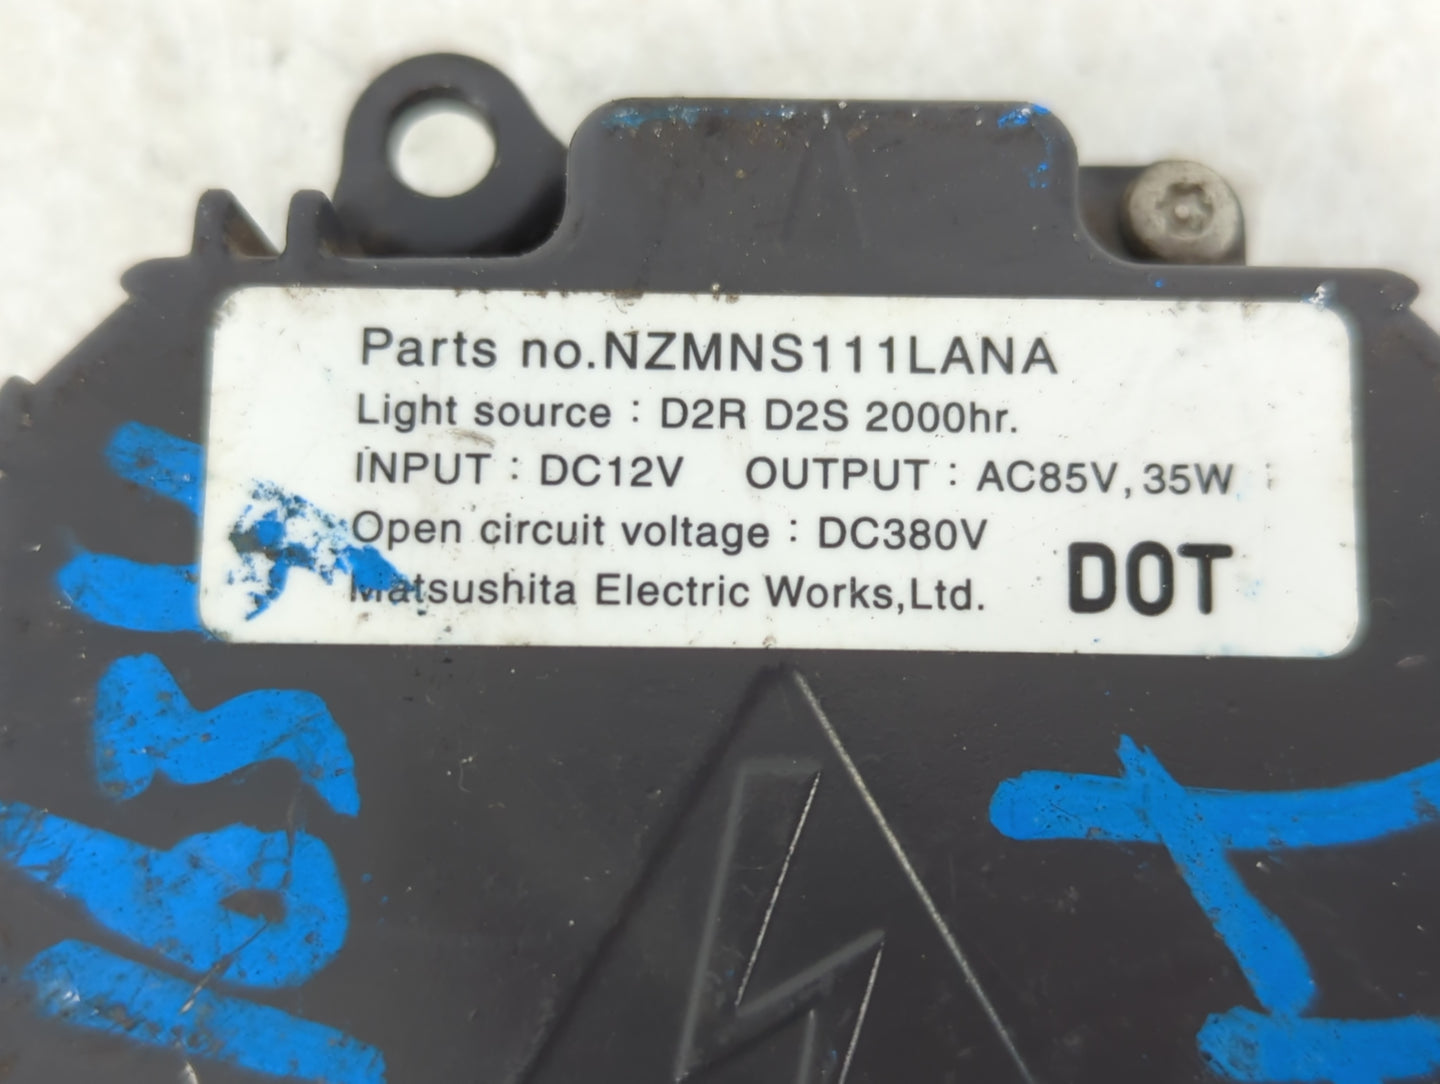 Parts no.NZMNS111LANA
Light source : D2R D2S 2000hr.
INPUT : DC12V OUTPUT : AC85V, 35W
Open circuit voltage : DC380V
Matsushita Electric Works,Ltd. DOT